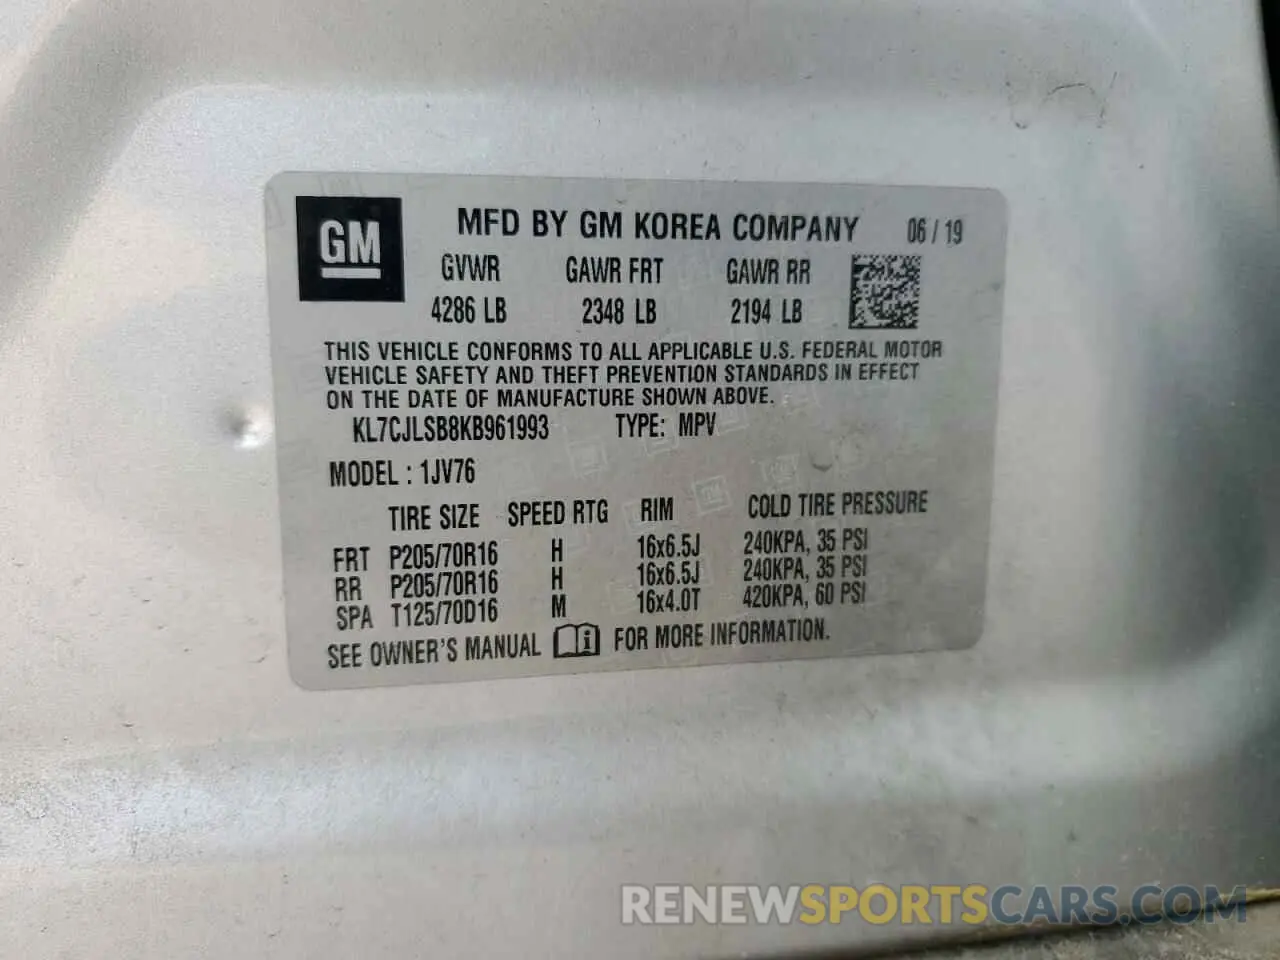 GM
MFD BY GM KOREA COMPANY 06 / 19
GVWR GAWR FRT GAWR RR
4286 LB 2348 LB 2194 LB
THIS VEHICLE CONFORMS TO ALL APPLICABLE U.S. FEDERAL MOTOR
VEHICLE SAFETY AND THEFT PREVENTION STANDARDS IN EFFECT
ON THE DATE OF MANUFACTURE SHOWN ABOVE.
KL7CJLSB8KB961993 TYPE: MPV
MODEL : 1JV76
TIRE SIZE SPEED RTG RIM COLD TIRE PRESSURE
FRT P205/70R16 H 16x6.5J 240KPA, 35 PSI
RR P205/70R16 H 16x6.5J 240KPA, 35 PSI
SPA T125/70D16 M 16x4.0T 420KPA, 60 PSI
SEE OWNER'S MANUAL i FOR MORE INFORMATION.
RENEWSPORTSCARS.COM